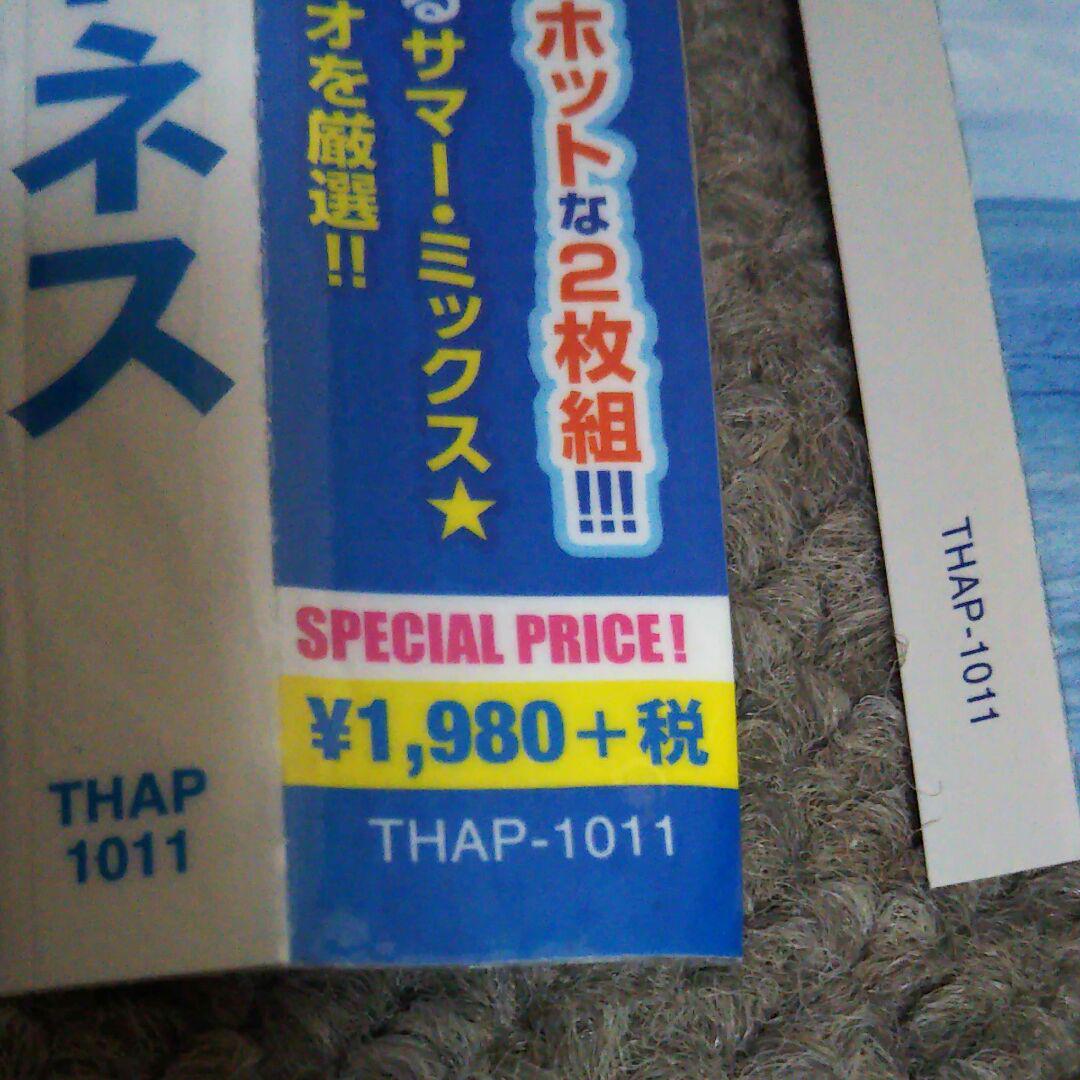 ネス
THAP
1011
ホットな2枚組!!!
るサマー・ミックス★
オを厳選!!
SPECIAL PRICE!
¥1,980+税
THAP-1011
THAP-1011